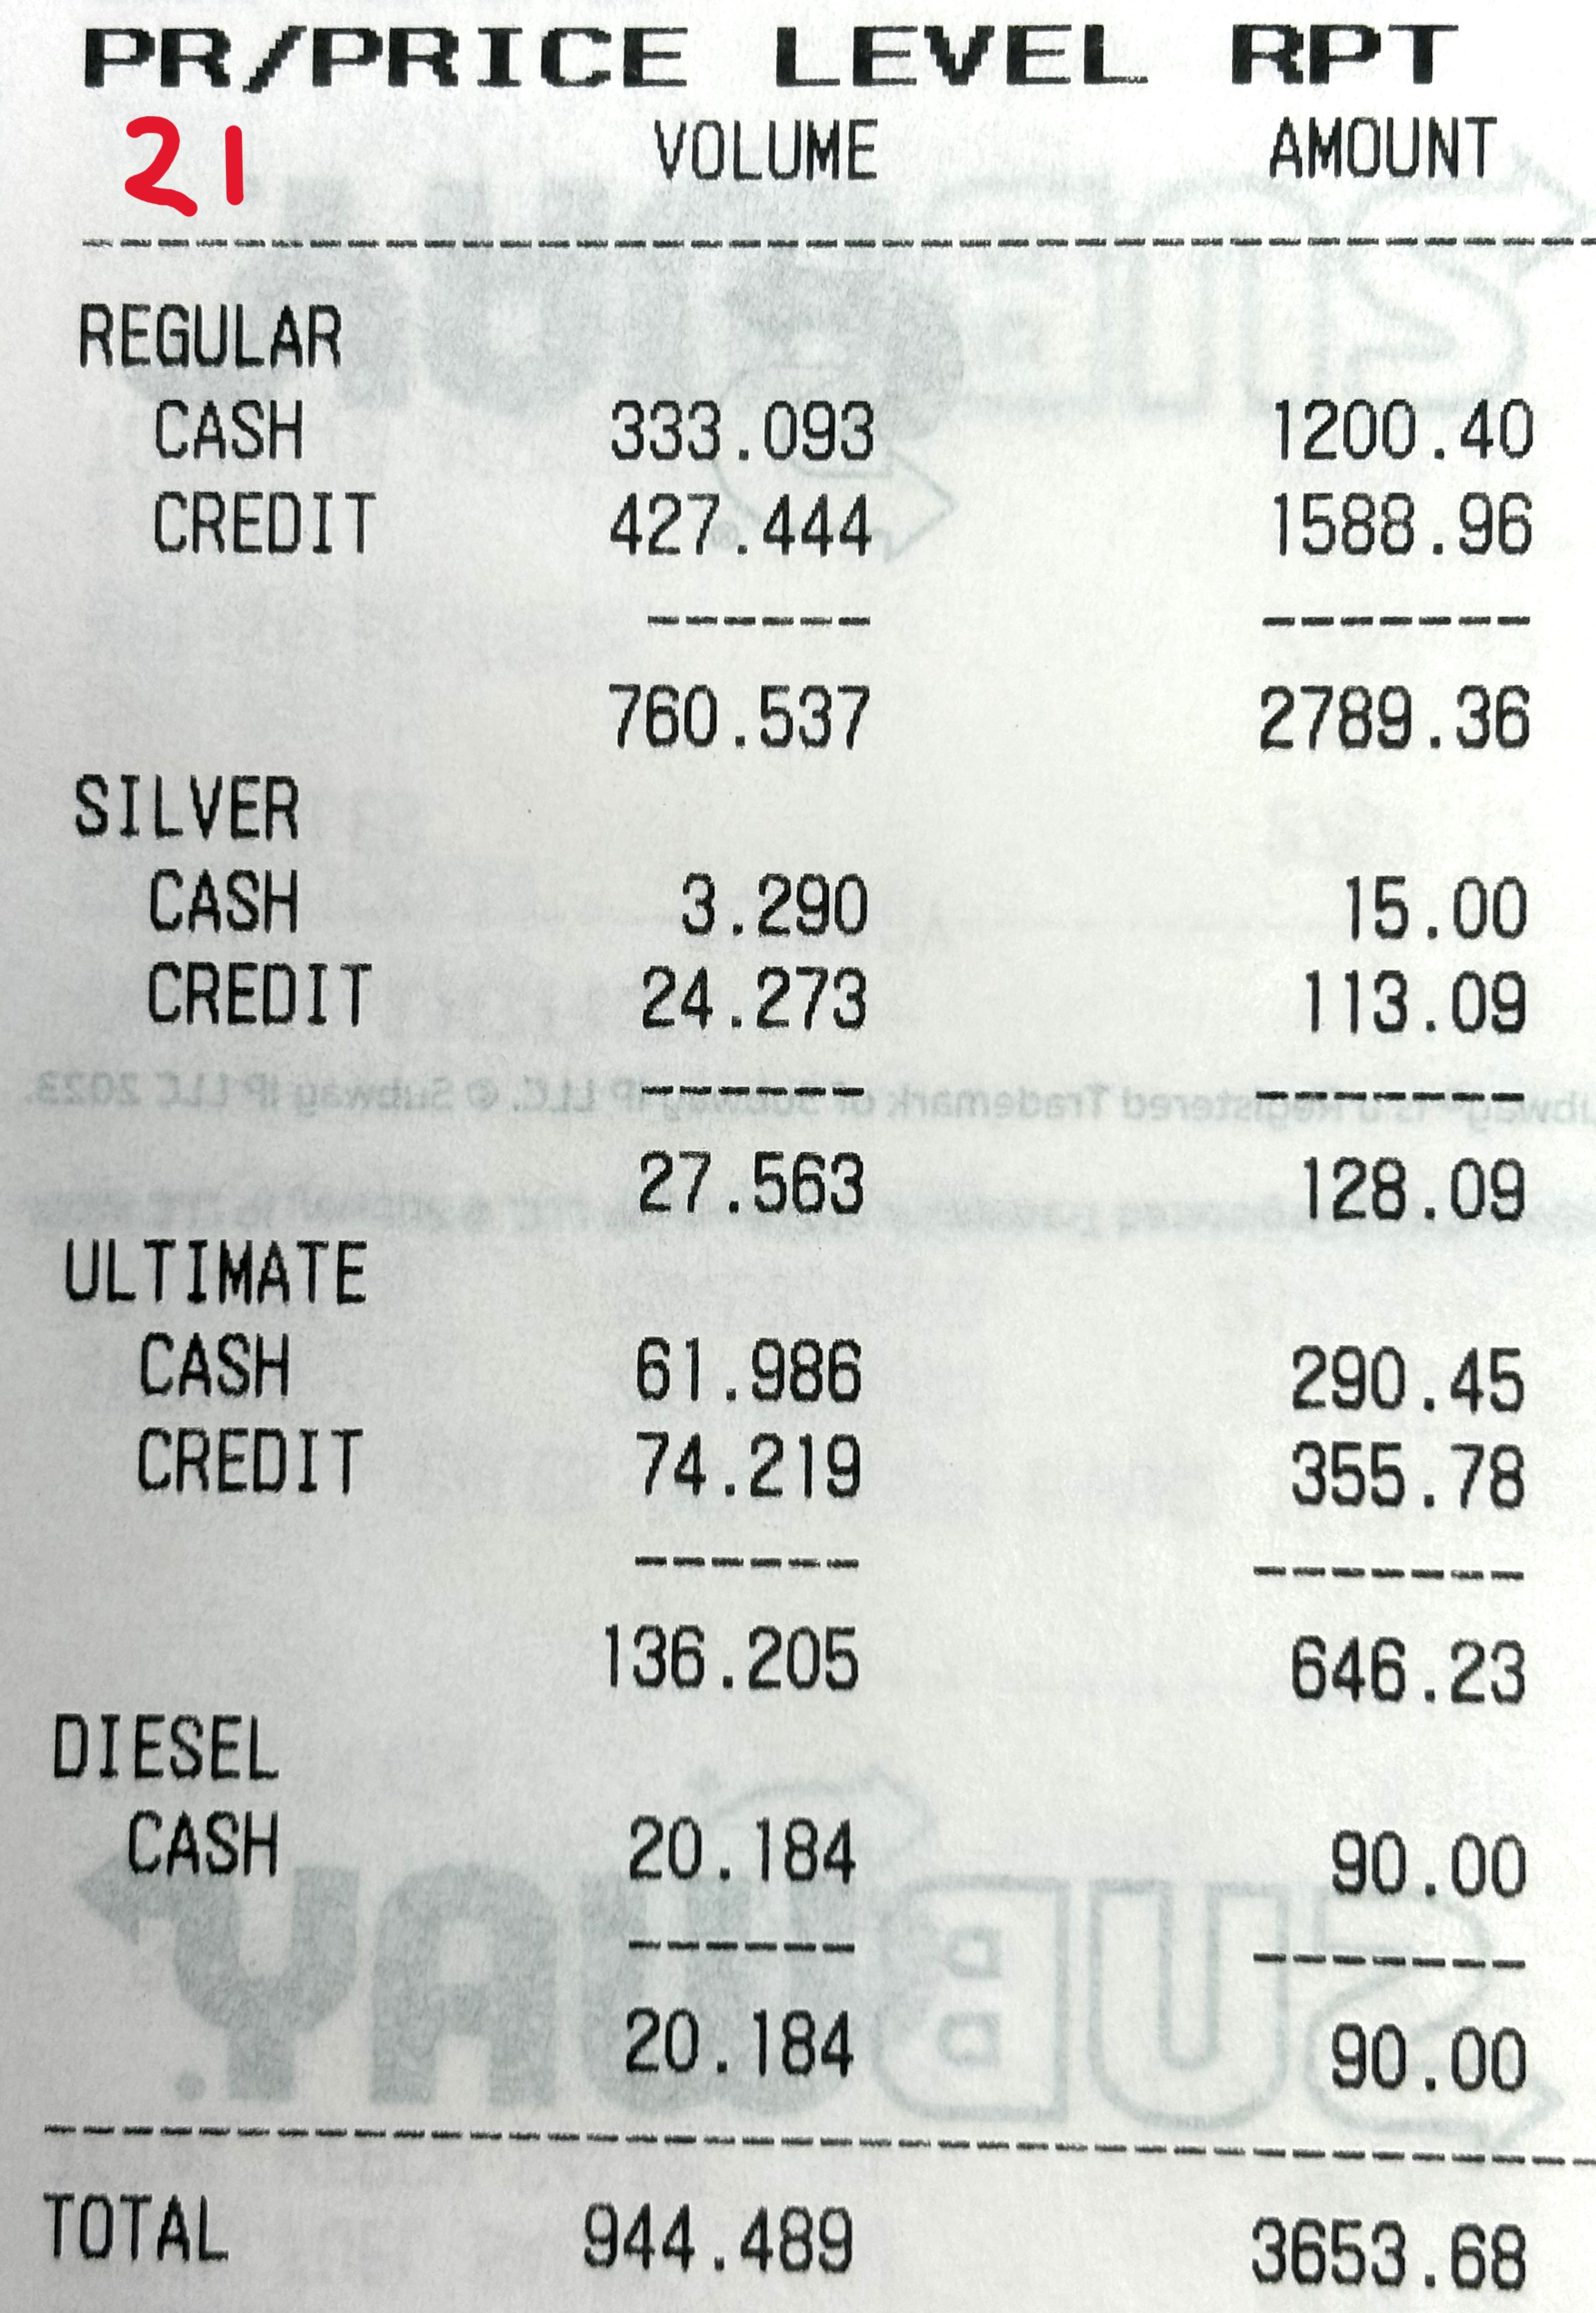 PR/PRICE LEVEL RPT
21 VOLUME AMOUNT
REGULAR
CASH 333.093 1200.40
CREDIT 427.444 1588.96
760.537 2789.36
SILVER
CASH 3.290 15.00
CREDIT 24.273 113.09
bway Registered Trademark of Subway IP LLC. © Subway IP LLC 2023.
27.563 128.09
ULTIMATE
CASH 61.986 290.45
CREDIT 74.219 355.78
136.205 646.23
DIESEL
CASH 20.184 90.00
SUBWAY
20.184 90.00
TOTAL 944.489 3653.68